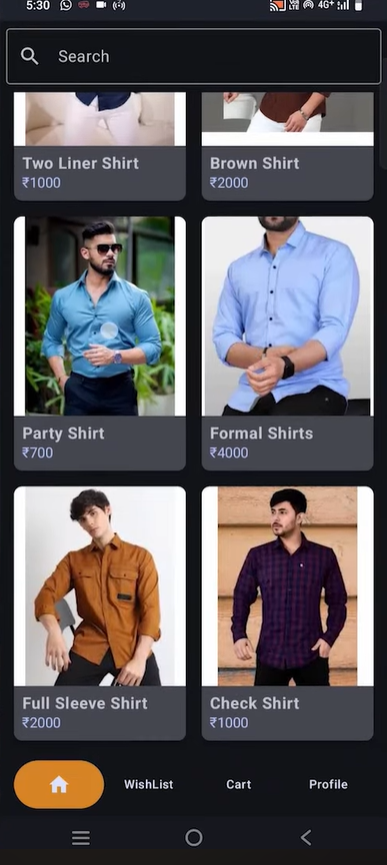 5:30
4G+
Search
Two Liner Shirt
₹1000
Brown Shirt
₹2000
Party Shirt
₹700
Formal Shirts
₹4000
Full Sleeve Shirt
₹2000
Check Shirt
₹1000
WishList Cart Profile